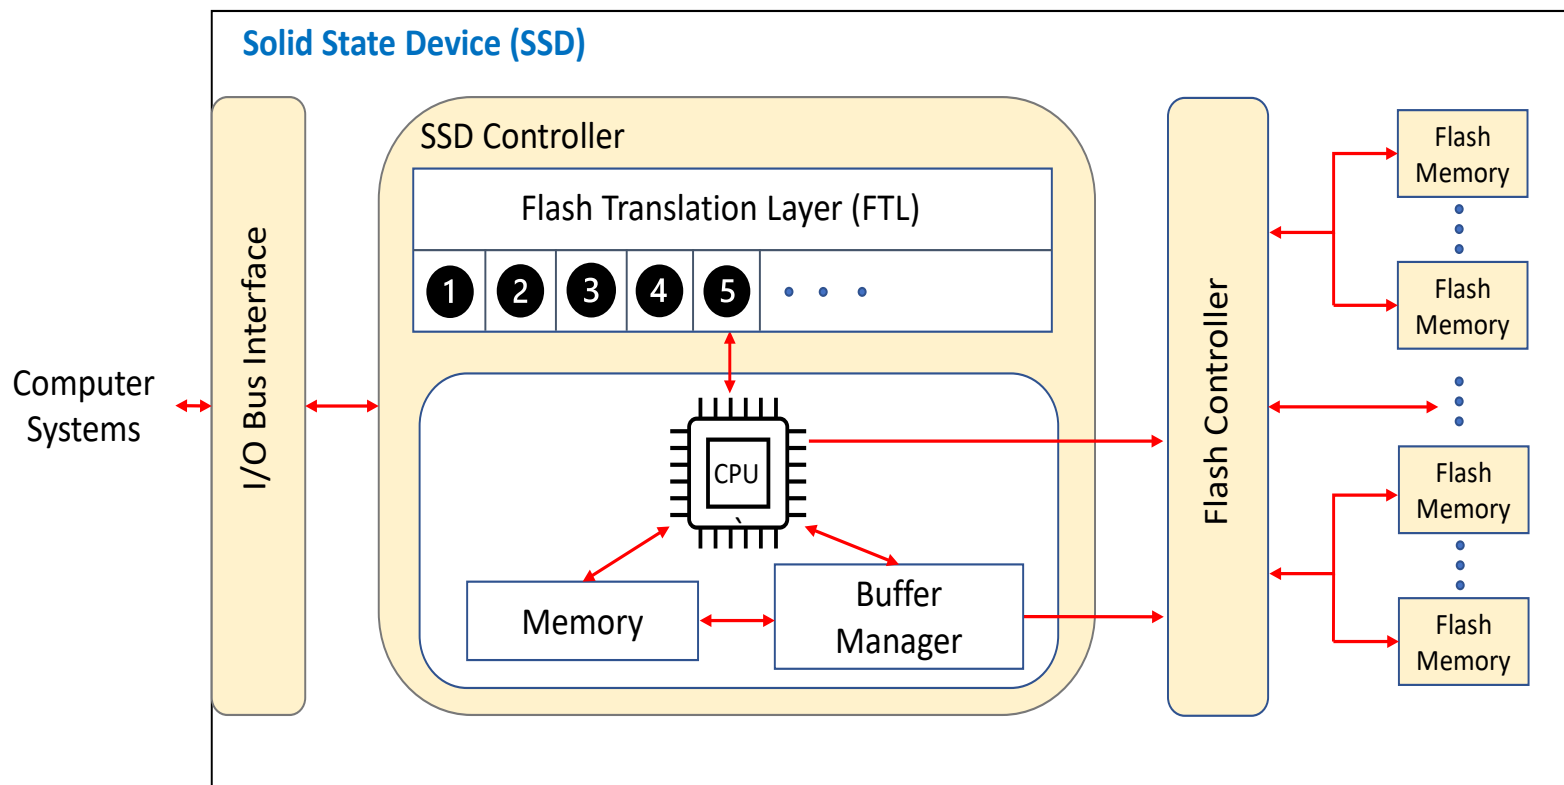 Solid State Device (SSD)
Computer
Systems
I/O Bus Interface
SSD Controller
Flash Translation Layer (FTL)
1 2 3 4 5
CPU
Memory
Buffer
Manager
Flash Controller
Flash
Memory
Flash
Memory
Flash
Memory
Flash
Memory